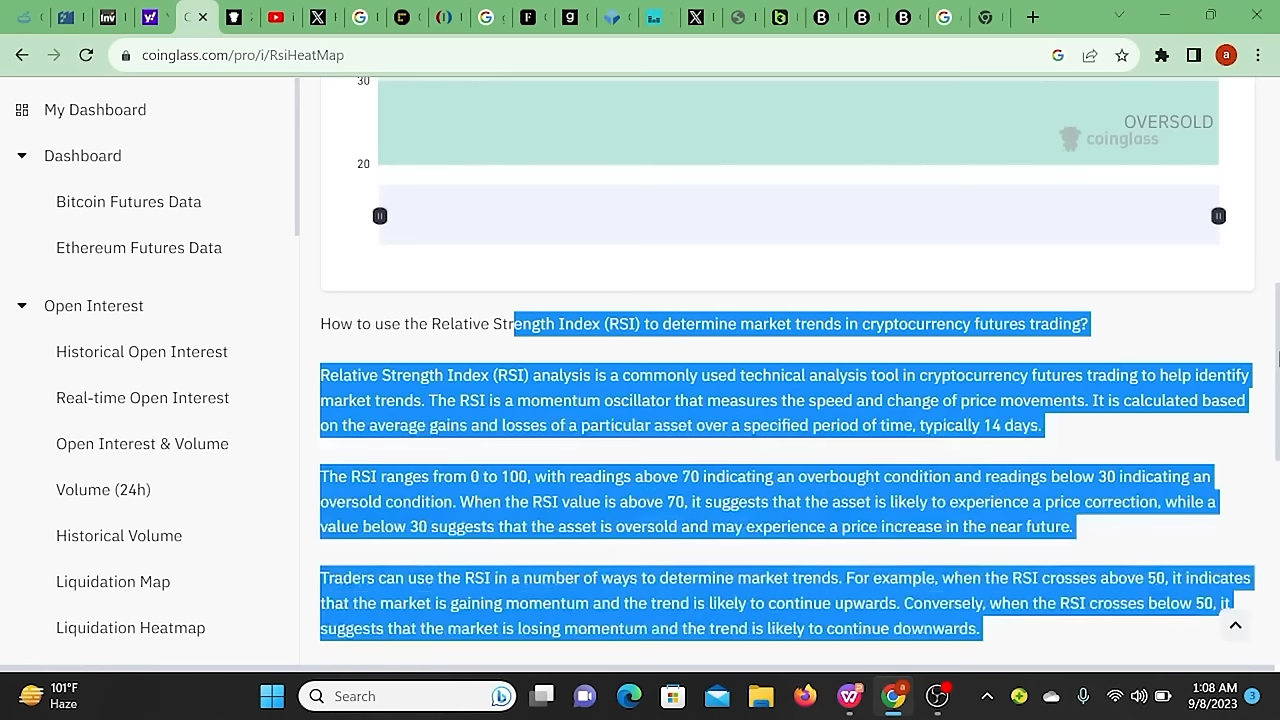 coinglass.com/pro/i/RsiHeatMap
a
My Dashboard
Dashboard
Bitcoin Futures Data
Ethereum Futures Data
Open Interest
Historical Open Interest
Real-time Open Interest
Open Interest & Volume
Volume (24h)
Historical Volume
Liquidation Map
Liquidation Heatmap
30
OVERSOLD
coinglass
20
How to use the Relative Strength Index (RSI) to determine market trends in cryptocurrency futures trading?
Relative Strength Index (RSI) analysis is a commonly used technical analysis tool in cryptocurrency futures trading to help identify
market trends. The RSI is a momentum oscillator that measures the speed and change of price movements. It is calculated based
on the average gains and losses of a particular asset over a specified period of time, typically 14 days.
The RSI ranges from 0 to 100, with readings above 70 indicating an overbought condition and readings below 30 indicating an
oversold condition. When the RSI value is above 70, it suggests that the asset is likely to experience a price correction, while a
value below 30 suggests that the asset is oversold and may experience a price increase in the near future.
Traders can use the RSI in a number of ways to determine market trends. For example, when the RSI crosses above 50, it indicates
that the market is gaining momentum and the trend is likely to continue upwards. Conversely, when the RSI crosses below 50, it
suggests that the market is losing momentum and the trend is likely to continue downwards.
101°F
Haze
Search
1:08 AM
9/8/2023
3